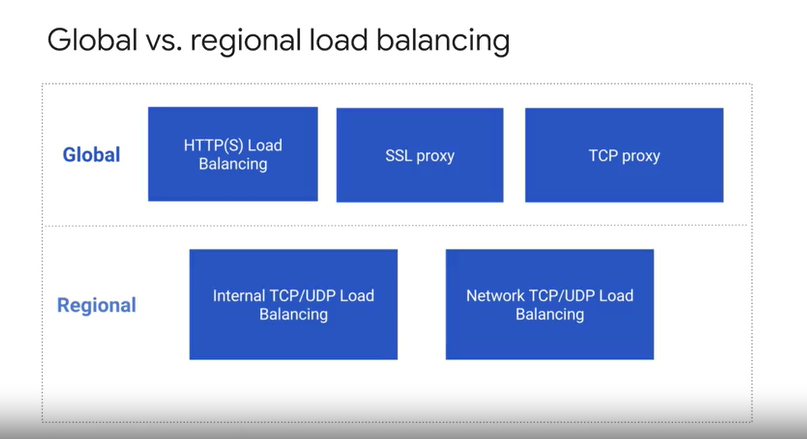 Global vs. regional load balancing
Global
HTTP(S) Load
Balancing
SSL proxy
TCP proxy
Regional
Internal TCP/UDP Load
Balancing
Network TCP/UDP Load
Balancing